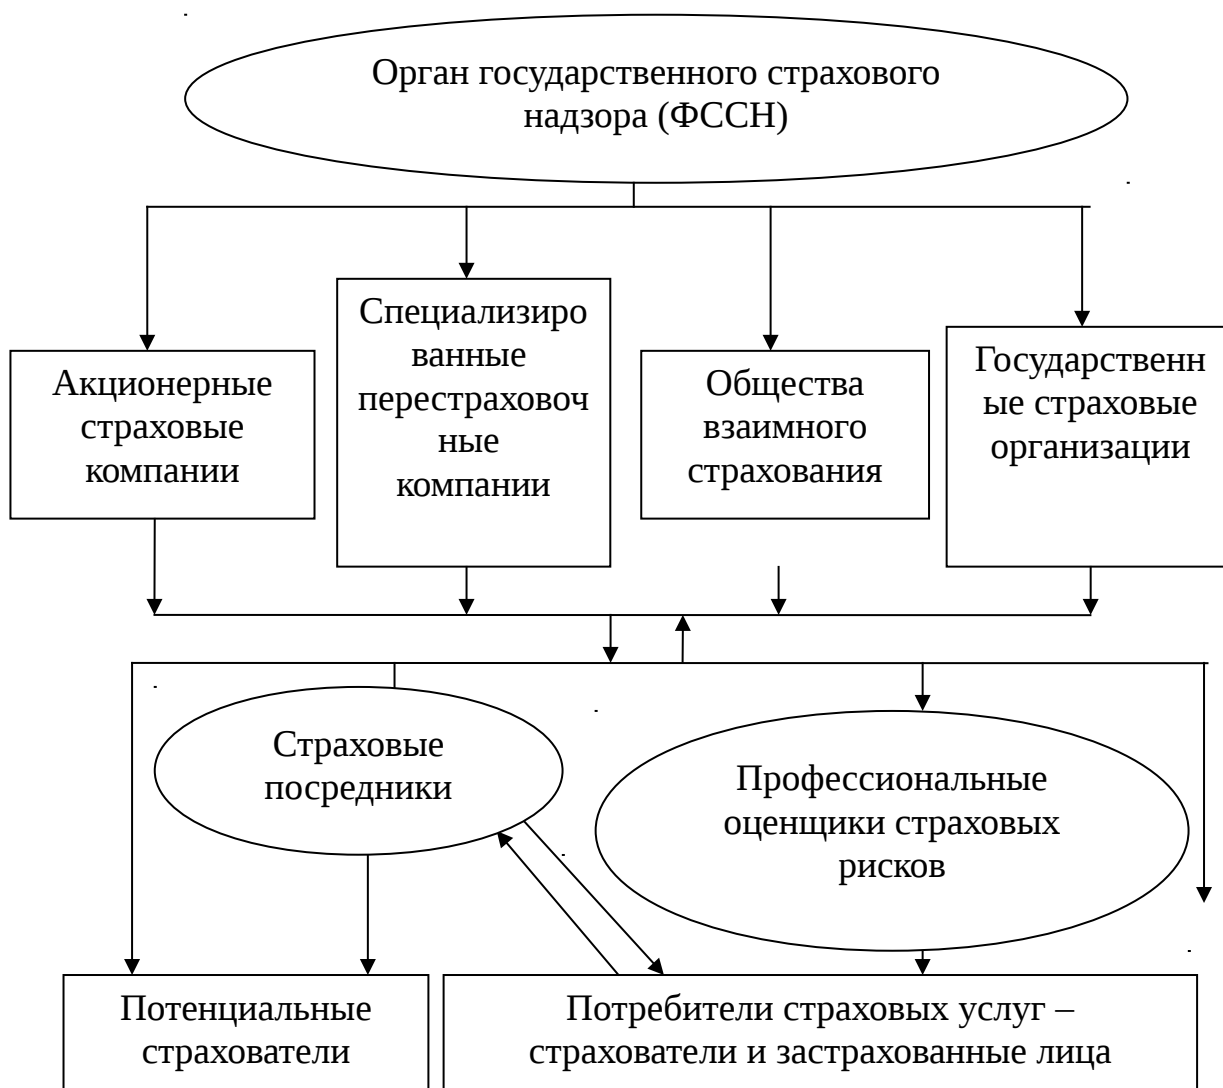 Орган государственного страхового
надзора (ФССН)
Акционерные
страховые
компании
Специализиро
ванные
перестраховоч
ные
компании
Общества
взаимного
страхования
Государственн
ые страховые
организации
Страховые
посредники
Профессиональные
оценщики страховых
рисков
Потенциальные
страхователи
Потребители страховых услуг –
страхователи и застрахованные лица